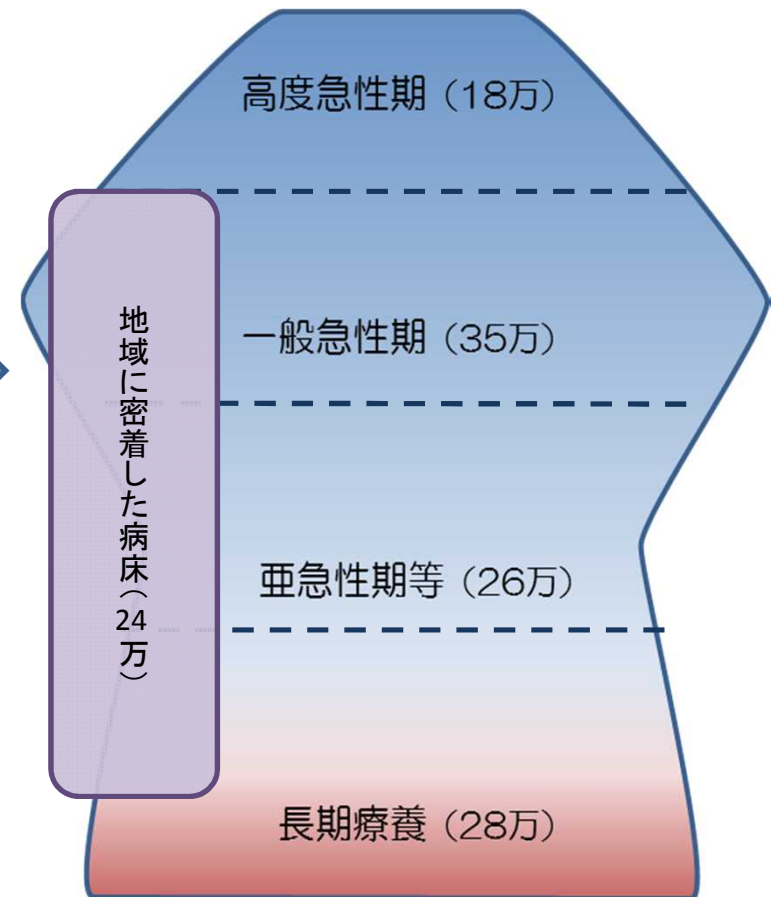 高度急性期（18万）
地域に密着した病床（24万）
一般急性期（35万）
亜急性期等（26万）
長期療養（28万）